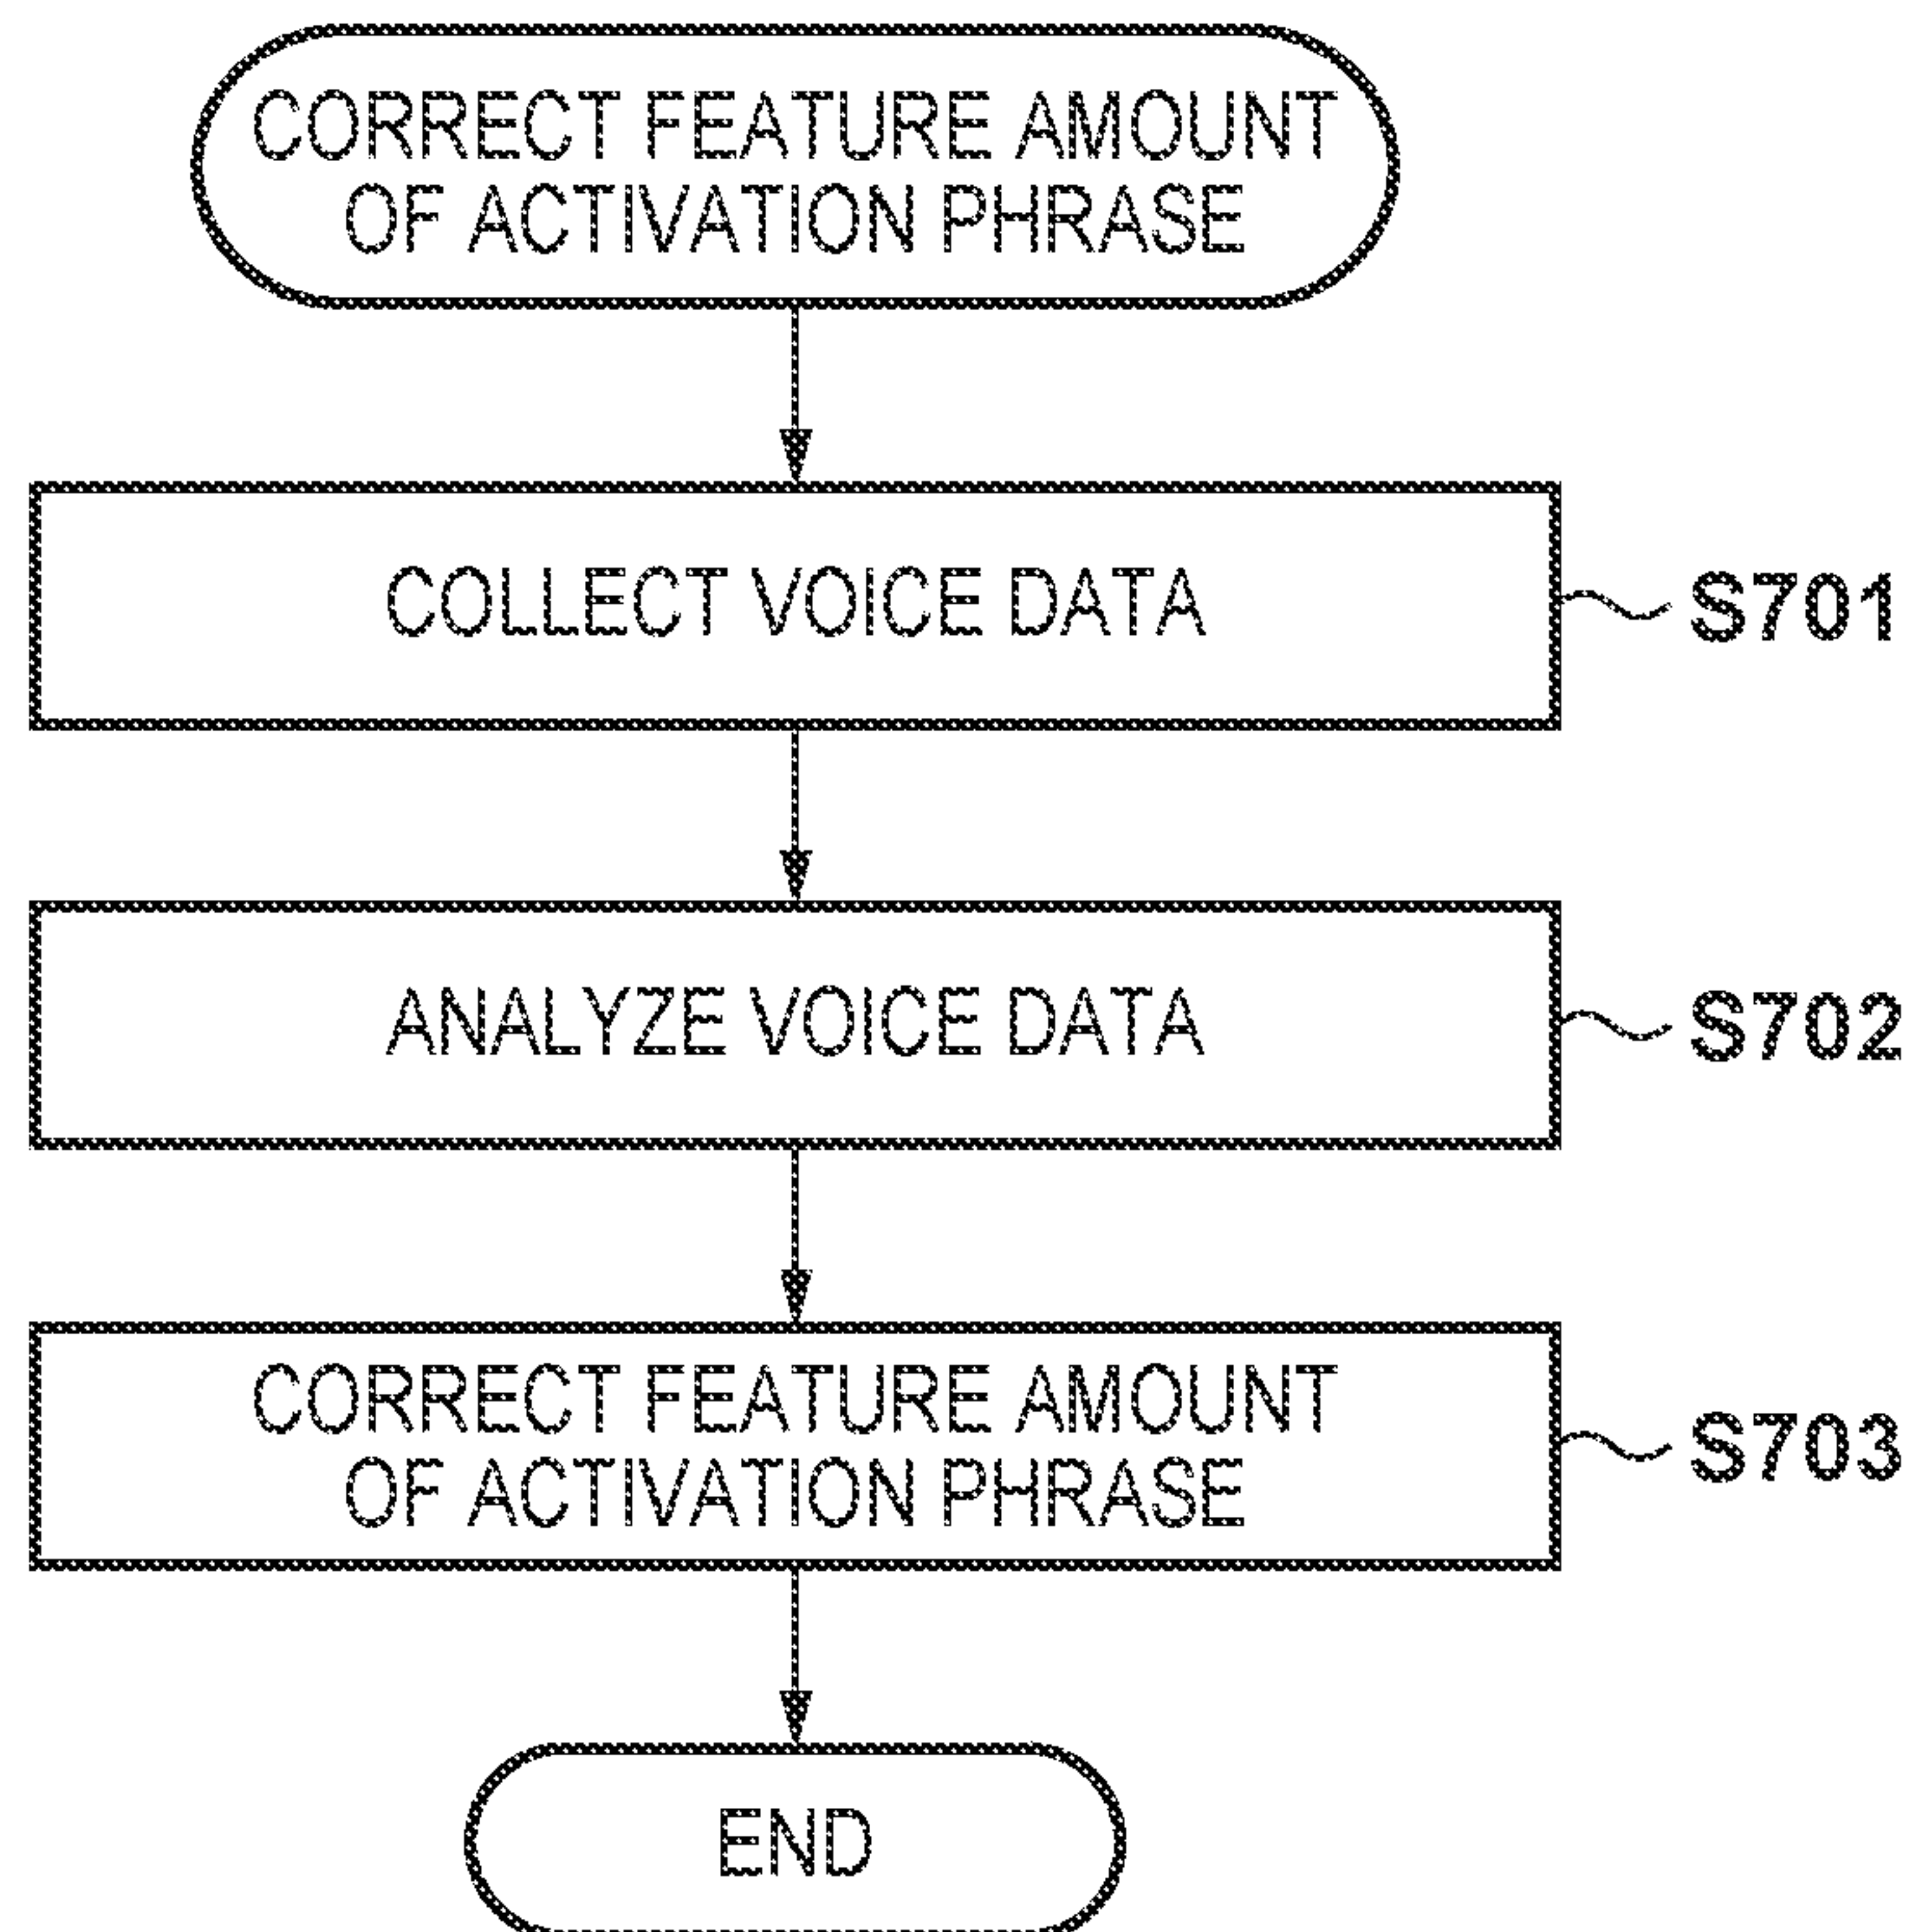 CORRECT FEATURE AMOUNT
OF ACTIVATION PHRASE
COLLECT VOICE DATA
S701
ANALYZE VOICE DATA
S702
CORRECT FEATURE AMOUNT
OF ACTIVATION PHRASE
S703
END